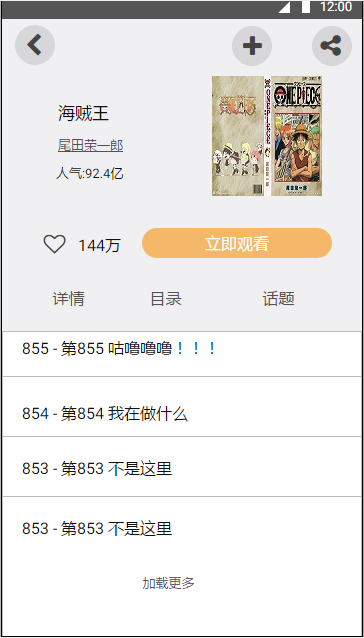 12:00
海贼王
尾田荣一郎
人气:92.4亿
ONE PIECE
144万
立即观看
详情 目录 话题
855 - 第855 咕噜噜噜！！！
854 - 第854 我在做什么
853 - 第853 不是这里
853 - 第853 不是这里
加载更多